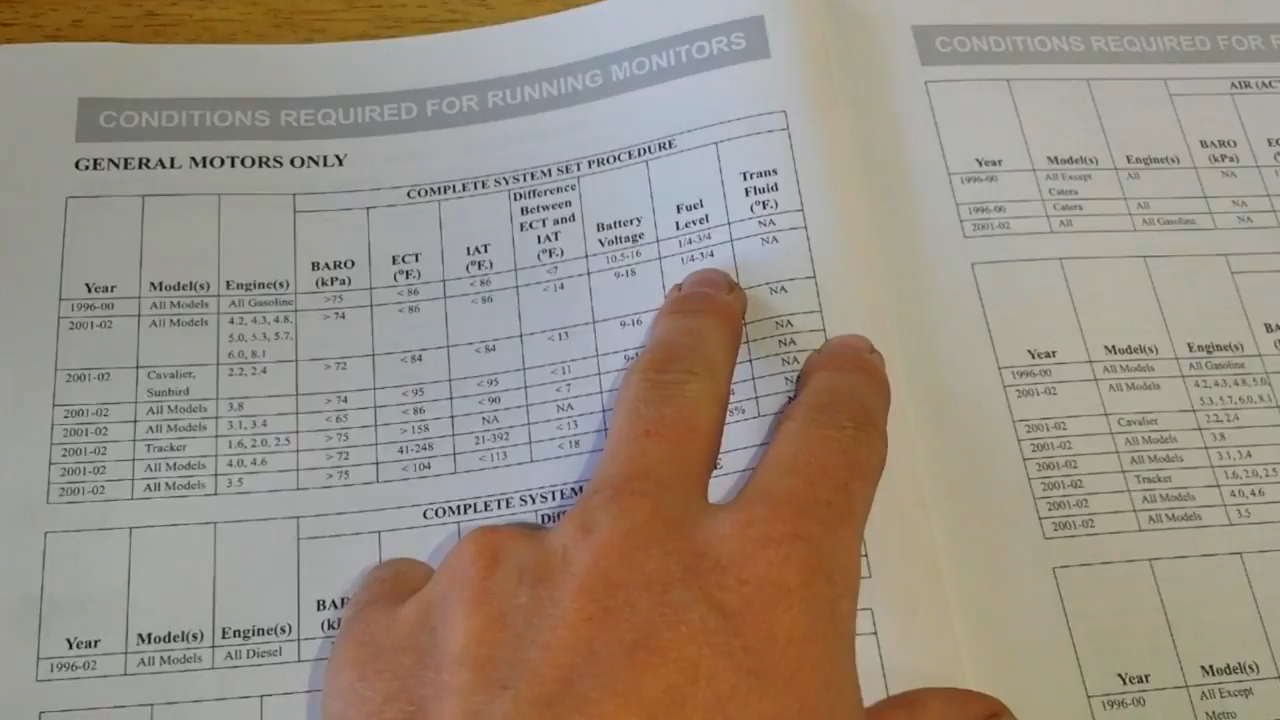 CONDITIONS REQUIRED FOR RUNNING MONITORS
GENERAL MOTORS ONLY
COMPLETE SYSTEM SET PROCEDURE
Year Model(s) Engine(s) BARO (kPa) ECT (°F.) IAT (°F.) Difference Between ECT and IAT (°F.) Battery Voltage Fuel Level Trans Fluid (°F.)
1996-00 All Models All Gasoline >75 < 86 < 86 <7 10.5-16 1/4-3/4 NA
2001-02 All Models 4.2, 4.3, 4.8, > 74 < 86 < 86 < 14 9-18 1/4-3/4 NA
5.0, 5.3, 5.7,
6.0, 8.1
2001-02 Cavalier, 2.2, 2.4 > 72 < 84 < 84 < 13 9-16 NA
Sunbird
2001-02 All Models 3.8 > 74 < 95 < 95 < 11 NA
2001-02 All Models 3.1, 3.4 < 65 < 86 < 90 < 7 NA
2001-02 Tracker 1.6, 2.0, 2.5 > 75 > 158 NA NA NA
2001-02 All Models 4.0, 4.6 > 72 41-248 21-392 < 13
2001-02 All Models 3.5 > 75 < 104 < 113 < 18 8%
COMPLETE SYSTEM
Year Model(s) Engine(s)
1996-02 All Models All Diesel
CONDITIONS REQUIRED FOR
AIR
Year Model(s) Engine(s) BARO (kPa)
1996-00 All Except All NA
Catera
1996-00 Catera All NA
2001-02 All All Gasoline NA
Year Model(s) Engine(s)
1996-00 All Models All Gasoline
2001-02 All Models 4.2, 4.3, 4.8, 5.0,
5.3, 5.7, 6.0, 8.1
2001-02 Cavalier 2.2, 2.4
2001-02 All Models 3.8
2001-02 All Models 3.1, 3.4
2001-02 Tracker 1.6, 2.0, 2.5
2001-02 All Models 4.0, 4.6
2001-02 All Models 3.5
Year Model(s)
1996-00 All Except
Metro